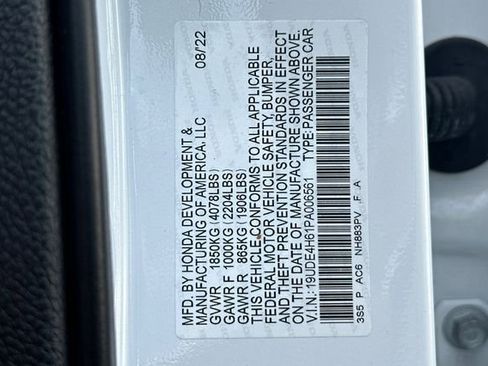 MFD. BY HONDA DEVELOPMENT & 08/22
MANUFACTURING OF AMERICA, LLC
GVWR 1850KG (4078LBS)
GAWR F 1000KG (2204LBS)
GAWR R 865KG (1906LBS)
THIS VEHICLE CONFORMS TO ALL APPLICABLE
FEDERAL MOTOR VEHICLE SAFETY, BUMPER,
AND THEFT PREVENTION STANDARDS IN EFFECT
ON THE DATE OF MANUFACTURE SHOWN ABOVE.
V.I.N.: 19UDE4H61PA006561 TYPE: PASSENGER CAR
3S5 P AC6 NH883PV F A